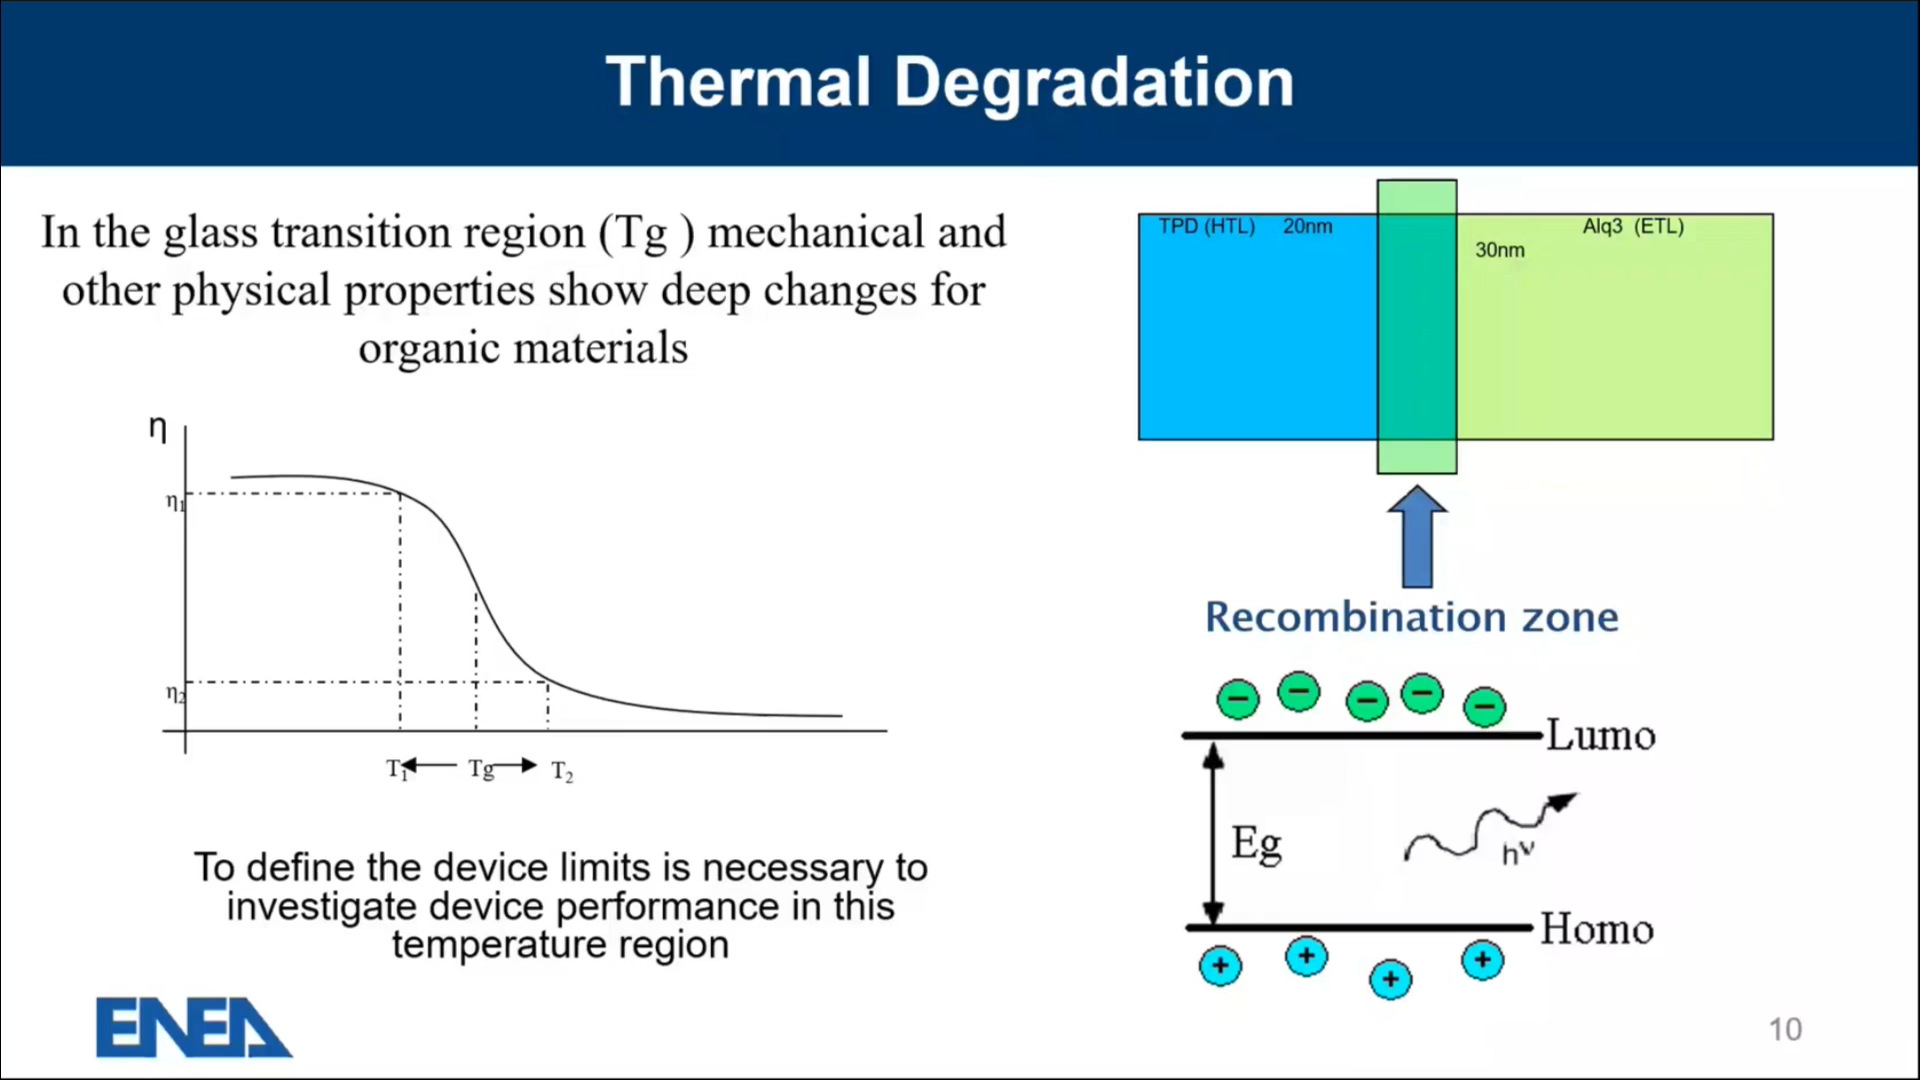 Thermal Degradation
In the glass transition region (Tg ) mechanical and
other physical properties show deep changes for
organic materials
η
η1
η2
T1 Tg T2
To define the device limits is necessary to
investigate device performance in this
temperature region
TPD (HTL) 20nm
Alq3 (ETL)
30nm
Recombination zone
Lumo
Eg
hν
Homo
ENEA
10